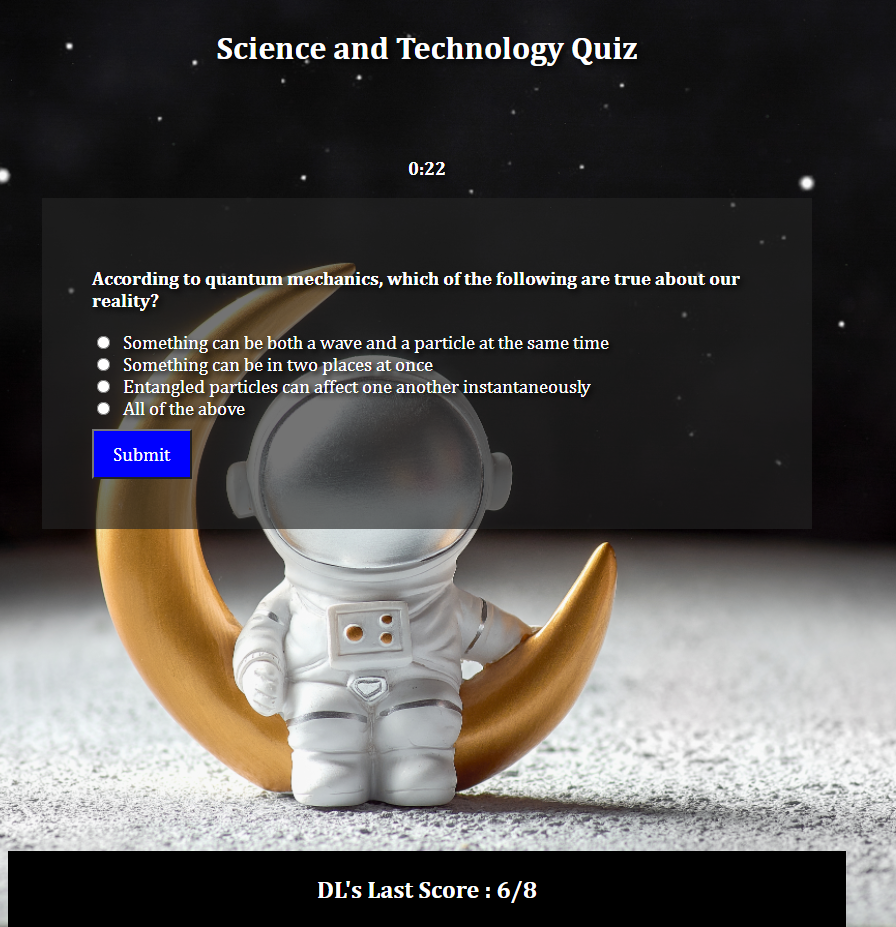 Science and Technology Quiz
0:22
According to quantum mechanics, which of the following are true about our
reality?
Something can be both a wave and a particle at the same time
Something can be in two places at once
Entangled particles can affect one another instantaneously
All of the above
Submit
DL's Last Score : 6/8